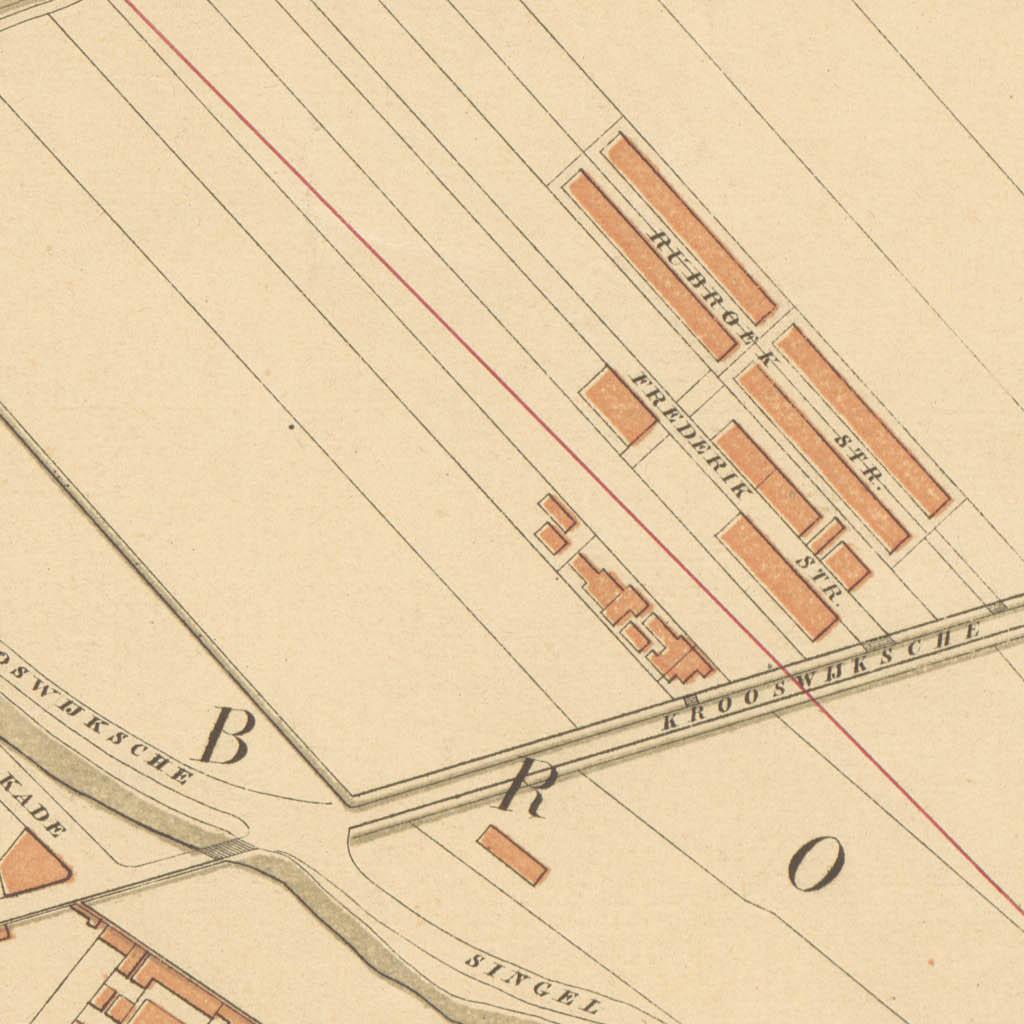 RUBROEK STR.
FREDERIK STR.
KROOSWIJKSCHE
OSWIJKSCHE
KADE
B R O
SINGEL